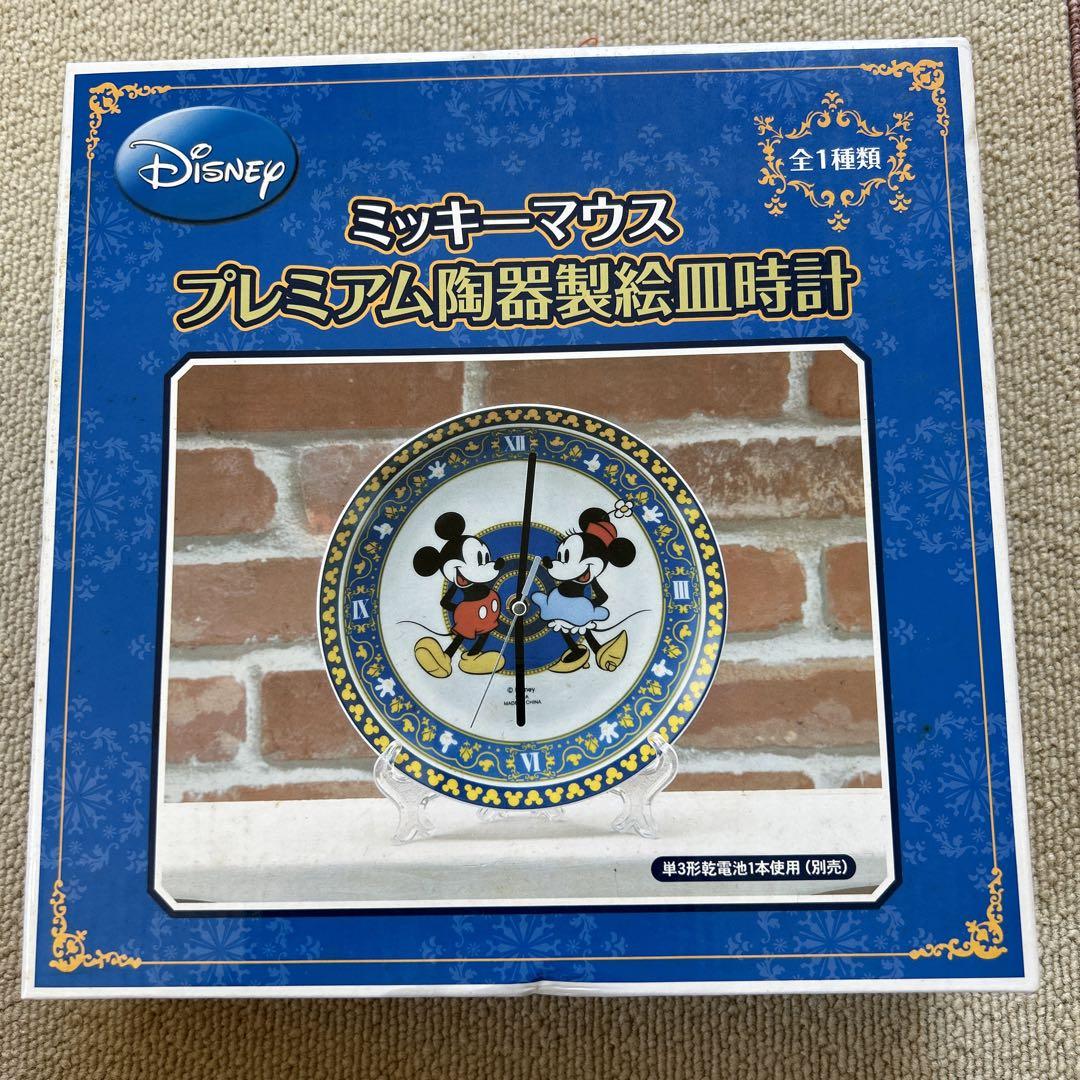 Disney
全1種類
ミッキーマウス
プレミアム陶器製絵皿時計
XII
III
IX
© Disney
MADE IN CHINA
VI
単3形乾電池1本使用(別売)